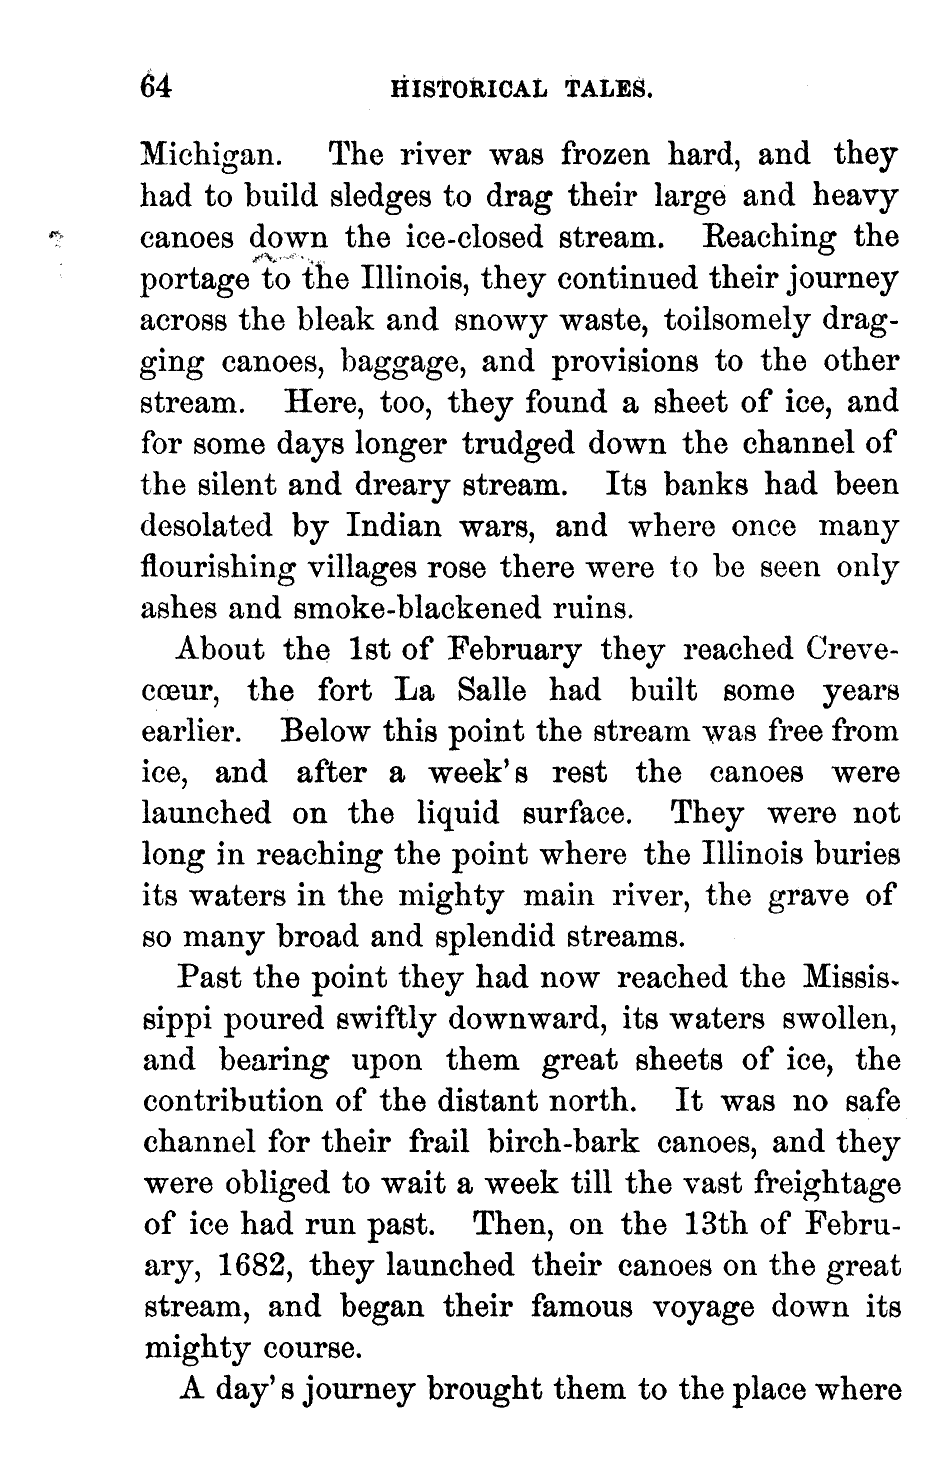 64 HISTORICAL TALES.
Michigan. The river was frozen hard, and they
had to build sledges to drag their large and heavy
canoes down the ice-closed stream. Reaching the
portage to the Illinois, they continued their journey
across the bleak and snowy waste, toilsomely drag-
ging canoes, baggage, and provisions to the other
stream. Here, too, they found a sheet of ice, and
for some days longer trudged down the channel of
the silent and dreary stream. Its banks had been
desolated by Indian wars, and where once many
flourishing villages rose there were to be seen only
ashes and smoke-blackened ruins.
About the 1st of February they reached Creve-
cœur, the fort La Salle had built some years
earlier. Below this point the stream was free from
ice, and after a week's rest the canoes were
launched on the liquid surface. They were not
long in reaching the point where the Illinois buries
its waters in the mighty main river, the grave of
so many broad and splendid streams.
Past the point they had now reached the Missis-
sippi poured swiftly downward, its waters swollen,
and bearing upon them great sheets of ice, the
contribution of the distant north. It was no safe
channel for their frail birch-bark canoes, and they
were obliged to wait a week till the vast freightage
of ice had run past. Then, on the 13th of Febru-
ary, 1682, they launched their canoes on the great
stream, and began their famous voyage down its
mighty course.
A day's journey brought them to the place where